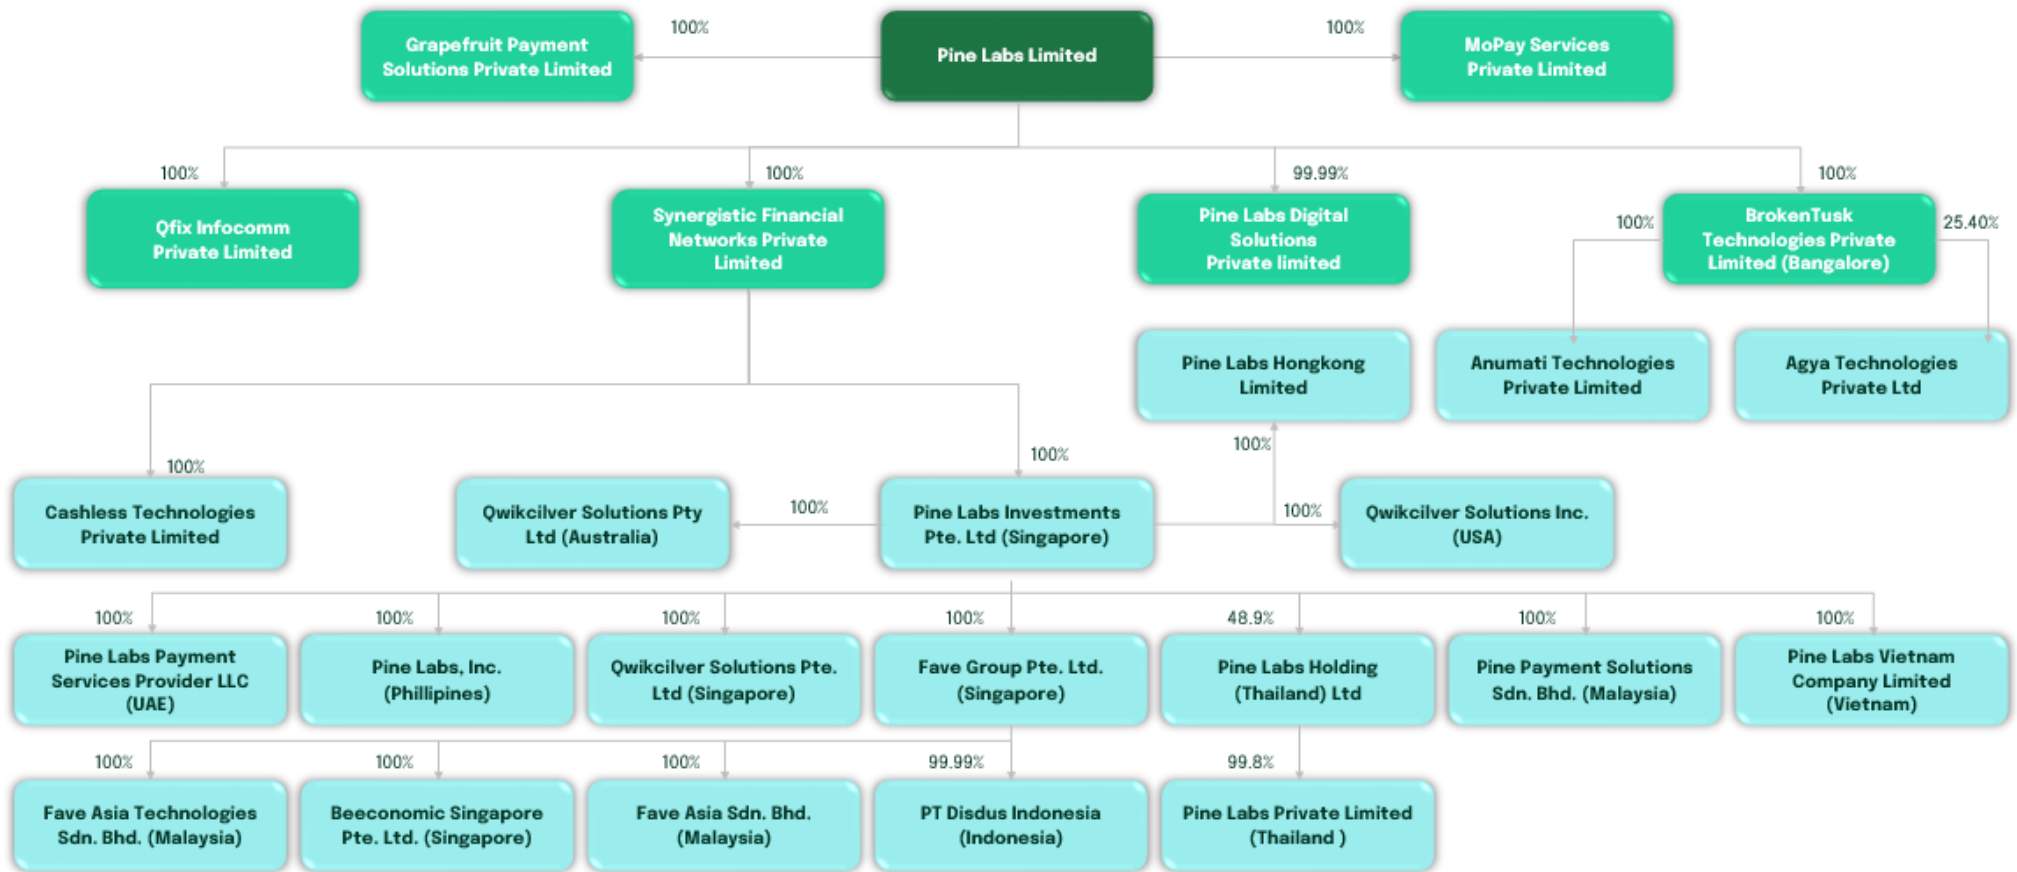 Grapefruit Payment
Solutions Private Limited
100%
Pine Labs Limited
100%
MoPay Services
Private Limited
100%
100%
99.99%
100%
Qfix Infocomm
Private Limited
Synergistic Financial
Networks Private
Limited
Pine Labs Digital
Solutions
Private limited
100%
BrokenTusk
Technologies Private
Limited (Bangalore)
25.40%
Pine Labs Hongkong
Limited
Anumati Technologies
Private Limited
Agya Technologies
Private Ltd
100%
100%
100%
Cashless Technologies
Private Limited
Qwikcilver Solutions Pty
Ltd (Australia)
100%
Pine Labs Investments
Pte. Ltd (Singapore)
100%
Qwikcilver Solutions Inc.
(USA)
100%
100%
100%
100%
48.9%
100%
100%
Pine Labs Payment
Services Provider LLC
(UAE)
Pine Labs, Inc.
(Phillipines)
Qwikcilver Solutions Pte.
Ltd (Singapore)
Fave Group Pte. Ltd.
(Singapore)
Pine Labs Holding
(Thailand) Ltd
Pine Payment Solutions
Sdn. Bhd. (Malaysia)
Pine Labs Vietnam
Company Limited
(Vietnam)
100%
100%
100%
99.99%
99.8%
Fave Asia Technologies
Sdn. Bhd. (Malaysia)
Beeconomic Singapore
Pte. Ltd. (Singapore)
Fave Asia Sdn. Bhd.
(Malaysia)
PT Disdus Indonesia
(Indonesia)
Pine Labs Private Limited
(Thailand )